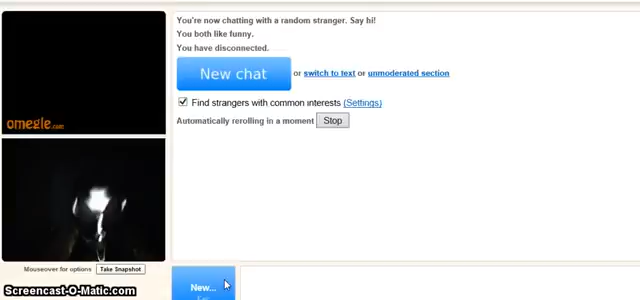 You're now chatting with a random stranger. Say hi!
You both like funny.
You have disconnected.
New chat or switch to text or unmoderated section
Find strangers with common interests (Settings)
Automatically rerolling in a moment Stop
omegle.com
Mouseover for options Take Snapshot
New...
Screencast-O-Matic.com